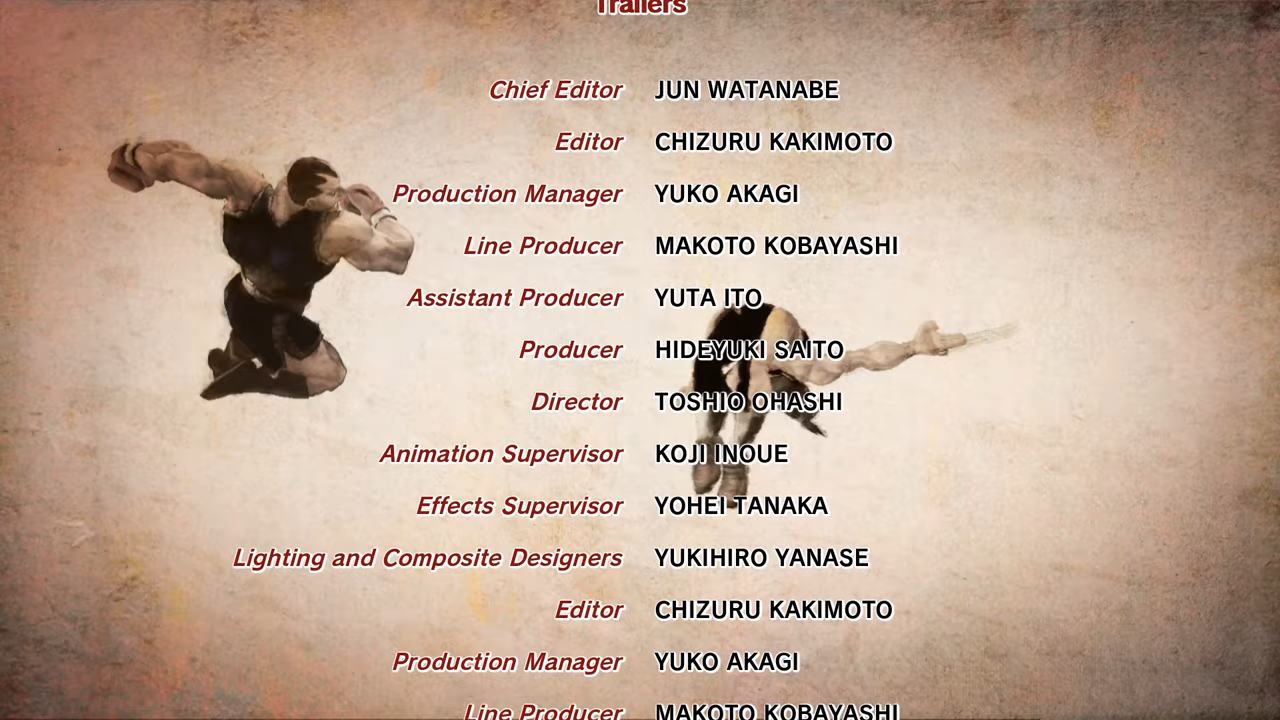 Trailers
Chief Editor JUN WATANABE
Editor CHIZURU KAKIMOTO
Production Manager YUKO AKAGI
Line Producer MAKOTO KOBAYASHI
Assistant Producer YUTA ITO
Producer HIDEYUKI SAITO
Director TOSHIO OHASHI
Animation Supervisor KOJI INOUE
Effects Supervisor YOHEI TANAKA
Lighting and Composite Designers YUKIHIRO YANASE
Editor CHIZURU KAKIMOTO
Production Manager YUKO AKAGI
Line Producer MAKOTO KOBAYASHI